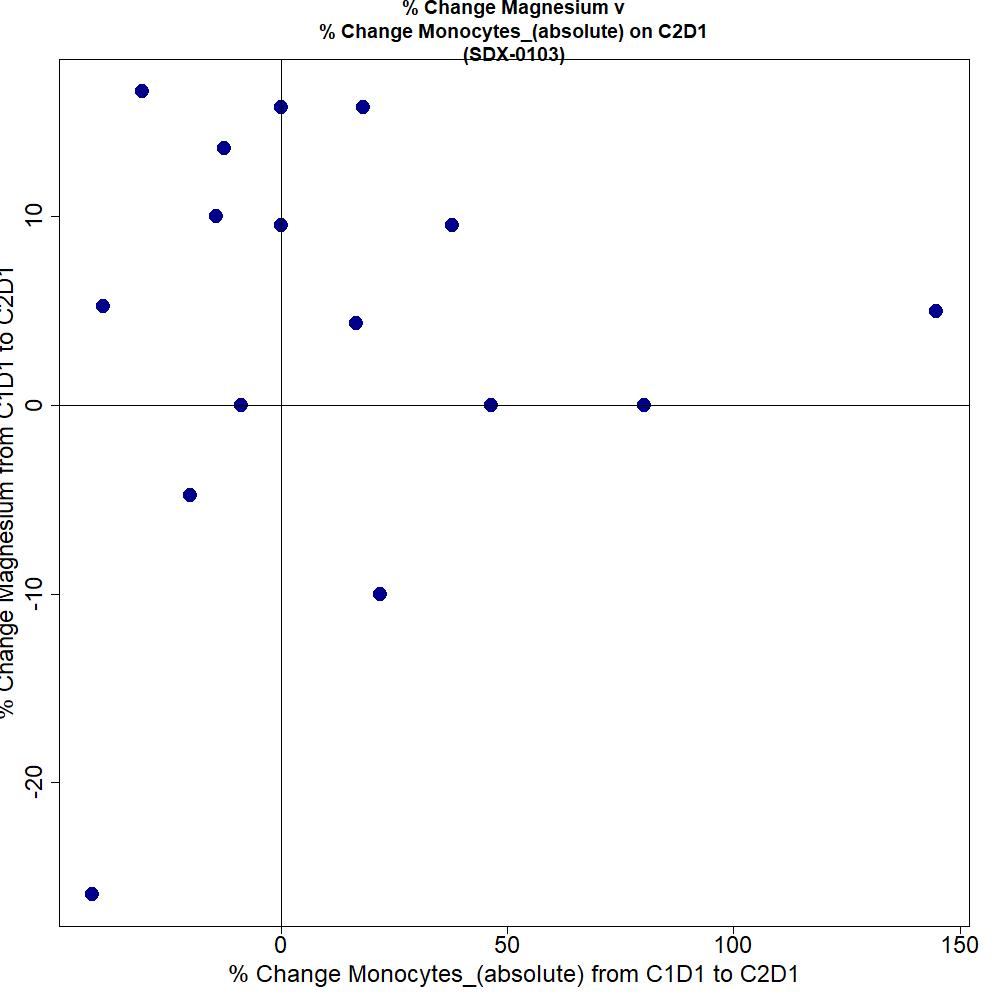 % Change Magnesium v
% Change Monocytes_(absolute) on C2D1
(SDX-0103)
% Change Magnesium from C1D1 to C2D1
10
0
-10
-20
0
50
100
150
% Change Monocytes_(absolute) from C1D1 to C2D1